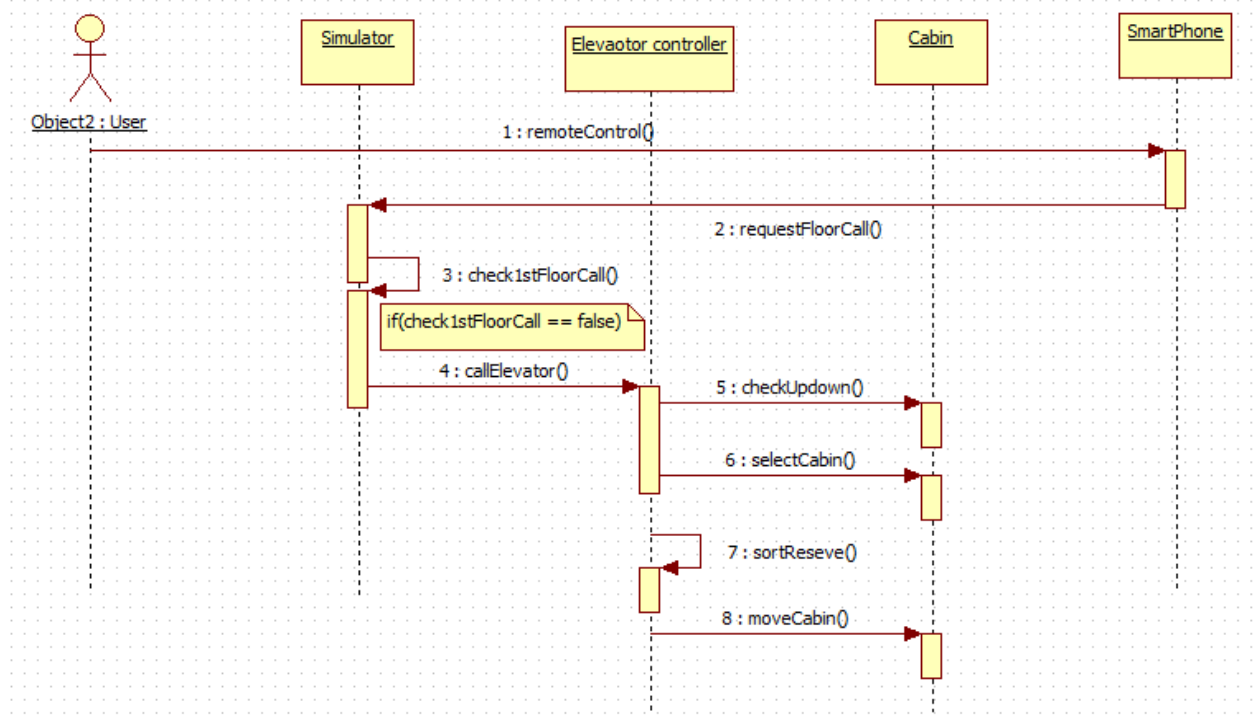 Simulator
Elevaotor controller
Cabin
SmartPhone
Object2 : User
1 : remoteControl()
2 : requestFloorCall()
3 : check1stFloorCall()
if(check1stFloorCall == false)
4 : callElevator()
5 : checkUpdown()
6 : selectCabin()
7 : sortReseve()
8 : moveCabin()